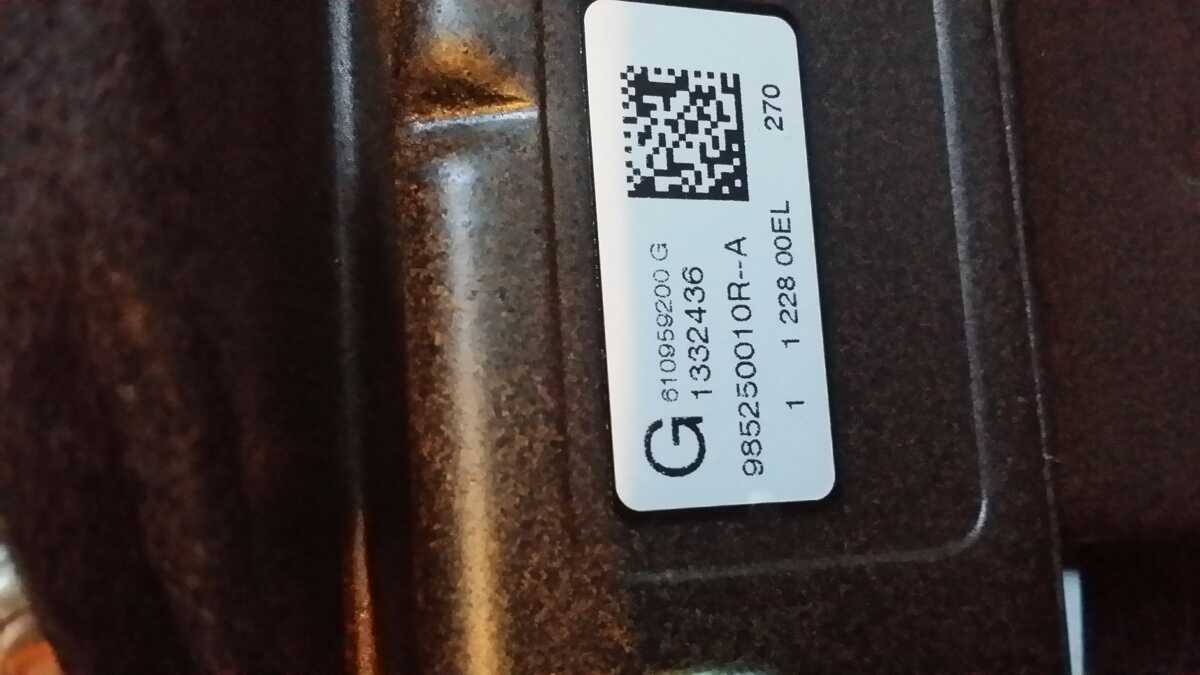 G 610959200 G
1332436
985250010R--A
1 1 228 00EL 270